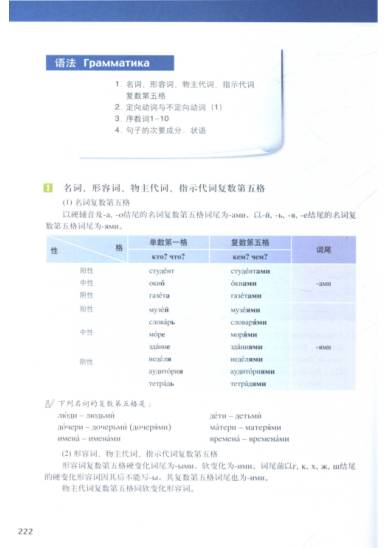 语法 Грамматика
1. 名词、形容词、物主代词、指示代词
复数第五格
2. 定向动词与不定向动词（1）
3. 序数词1-10
4. 句子的次要成分：状语
1 名词、形容词、物主代词、指示代词复数第五格
(1) 名词复数第五格
以硬辅音及-а, -о结尾的名词复数第五格词尾为-ами。以-й, -ь, -я, -е结尾的名词复
数第五格词尾为-ями。
性 格 单数第一格 复数第五格 词尾
кто? что? кем? чем?
阳性 студе́нт студе́нтами
中性 окно́ о́кнами -ами
阴性 газе́та газе́тами
阳性 музе́й музе́ями
слова́рь словаря́ми
中性 мо́ре моря́ми
зда́ние зда́ниями -ями
阴性 неде́ля неде́лями
аудито́рия аудито́риями
тетра́дь тетра́дями
下列名词的复数第五格是：
лю́ди – людьми́ де́ти – детьми́
до́чери – дочерьми́ (дочеря́ми) ма́тери – матеря́ми
имена́ – имена́ми времена́ – времена́ми
(2) 形容词、物主代词、指示代词复数第五格
形容词复数第五格硬变化词尾为-ыми，软变化为-ими。词尾前以г, к, х, ж, ш结尾
的硬变化形容词因其后不能写-ы，其复数第五格词尾也为-ими。
物主代词复数第五格同软变化形容词。
222